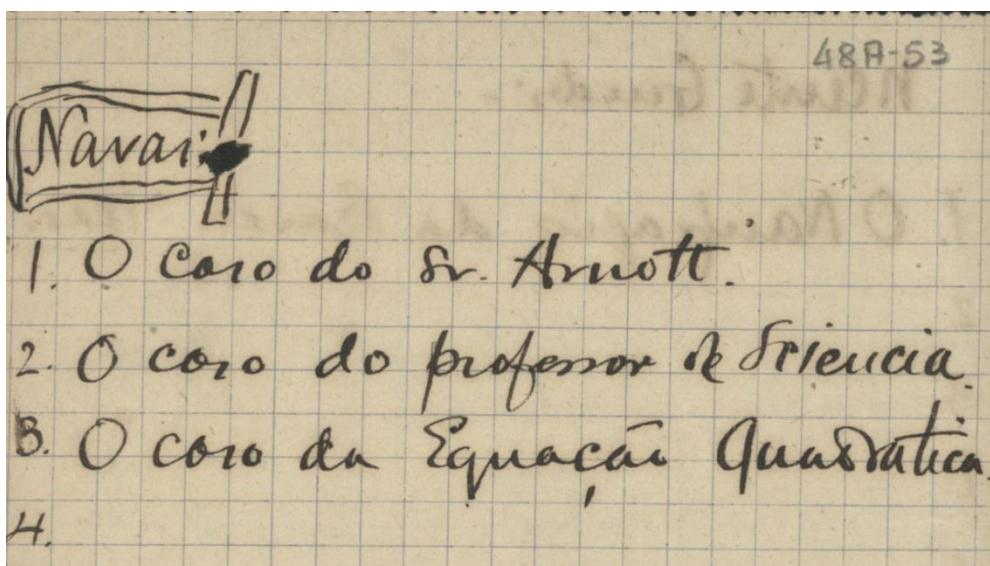 48A-53
Navar
1. O caso do Sr. Arnott.
2. O caso do professor de Sciencia.
3. O caso da Equação Quadratica.
4.